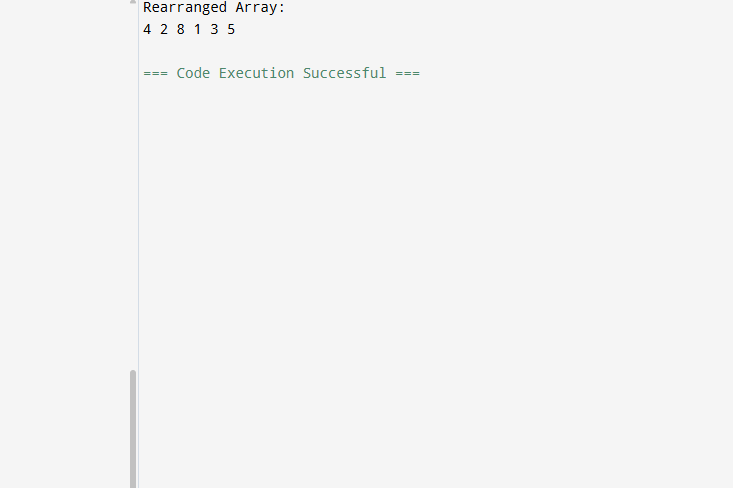 Rearranged Array:
4 2 8 1 3 5
=== Code Execution Successful ===